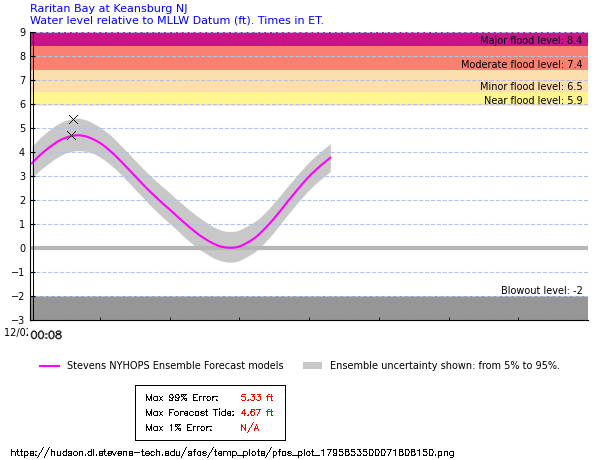 Raritan Bay at Keansburg NJ
Water level relative to MLLW Datum (ft). Times in ET.
9
Major flood level: 8.4
8
Moderate flood level: 7.4
7
Minor flood level: 6.5
Near flood level: 5.9
6
5
4
3
2
1
0
−1
Blowout level: -2
−2
−3
12/0 00:08
Stevens NYHOPS Ensemble Forecast models
Ensemble uncertainty shown: from 5% to 95%.
Max 99% Error: 5.33 ft
Max Forecast Tide: 4.67 ft
Max 1% Error: N/A
https://hudson.dl.stevens-tech.edu/sfas/temp_plots/pfas_plot_1795853500071808150.png